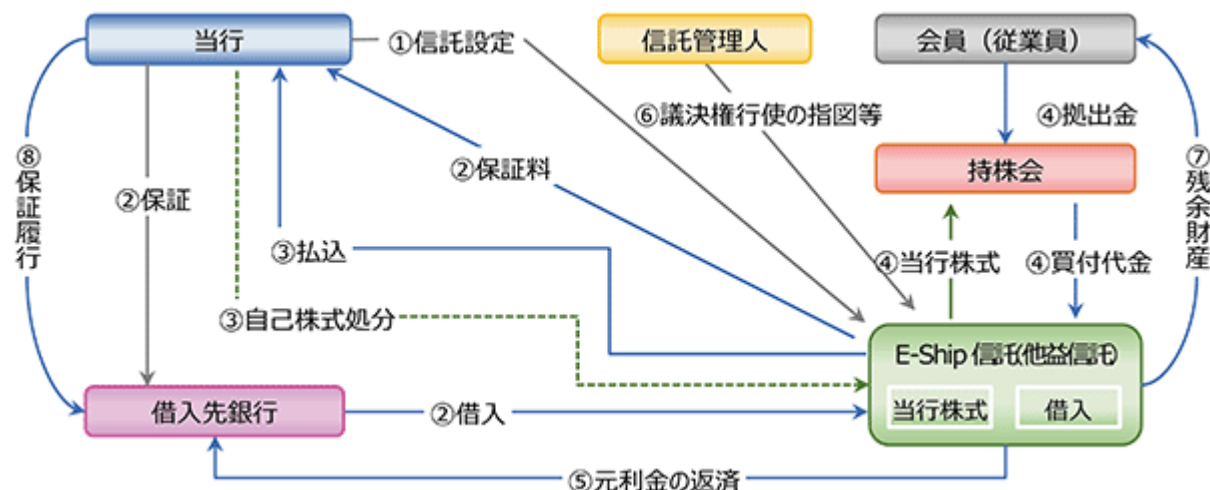 当行
①信託設定
信託管理人
会員（従業員）
⑥議決権行使の指図等
④拠出金
②保証料
持株会
⑧保証履行
②保証
⑦残余財産
③払込
④当行株式
④買付代金
③自己株式処分
E-Ship 信託(他益信託)
当行株式
借入
借入先銀行
②借入
⑤元利金の返済